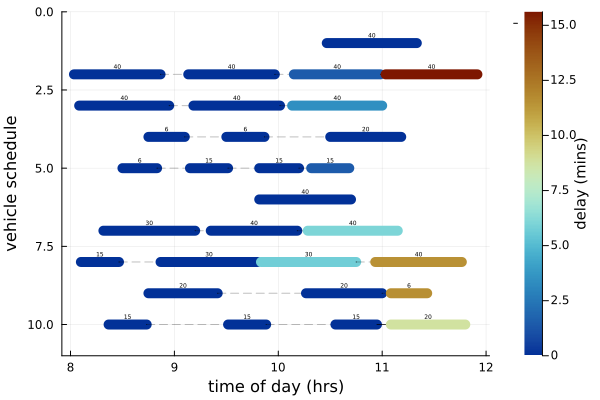 0.0
2.5
5.0
7.5
10.0
vehicle schedule
40
40 40 40 40
40 40 40
6 6 20
6 15 15 15
40
30 40 40
15 30 30 40
20 20 6
15 15 15 20
8 9 10 11 12
time of day (hrs)
15.0
12.5
10.0
7.5
5.0
2.5
0
delay (mins)